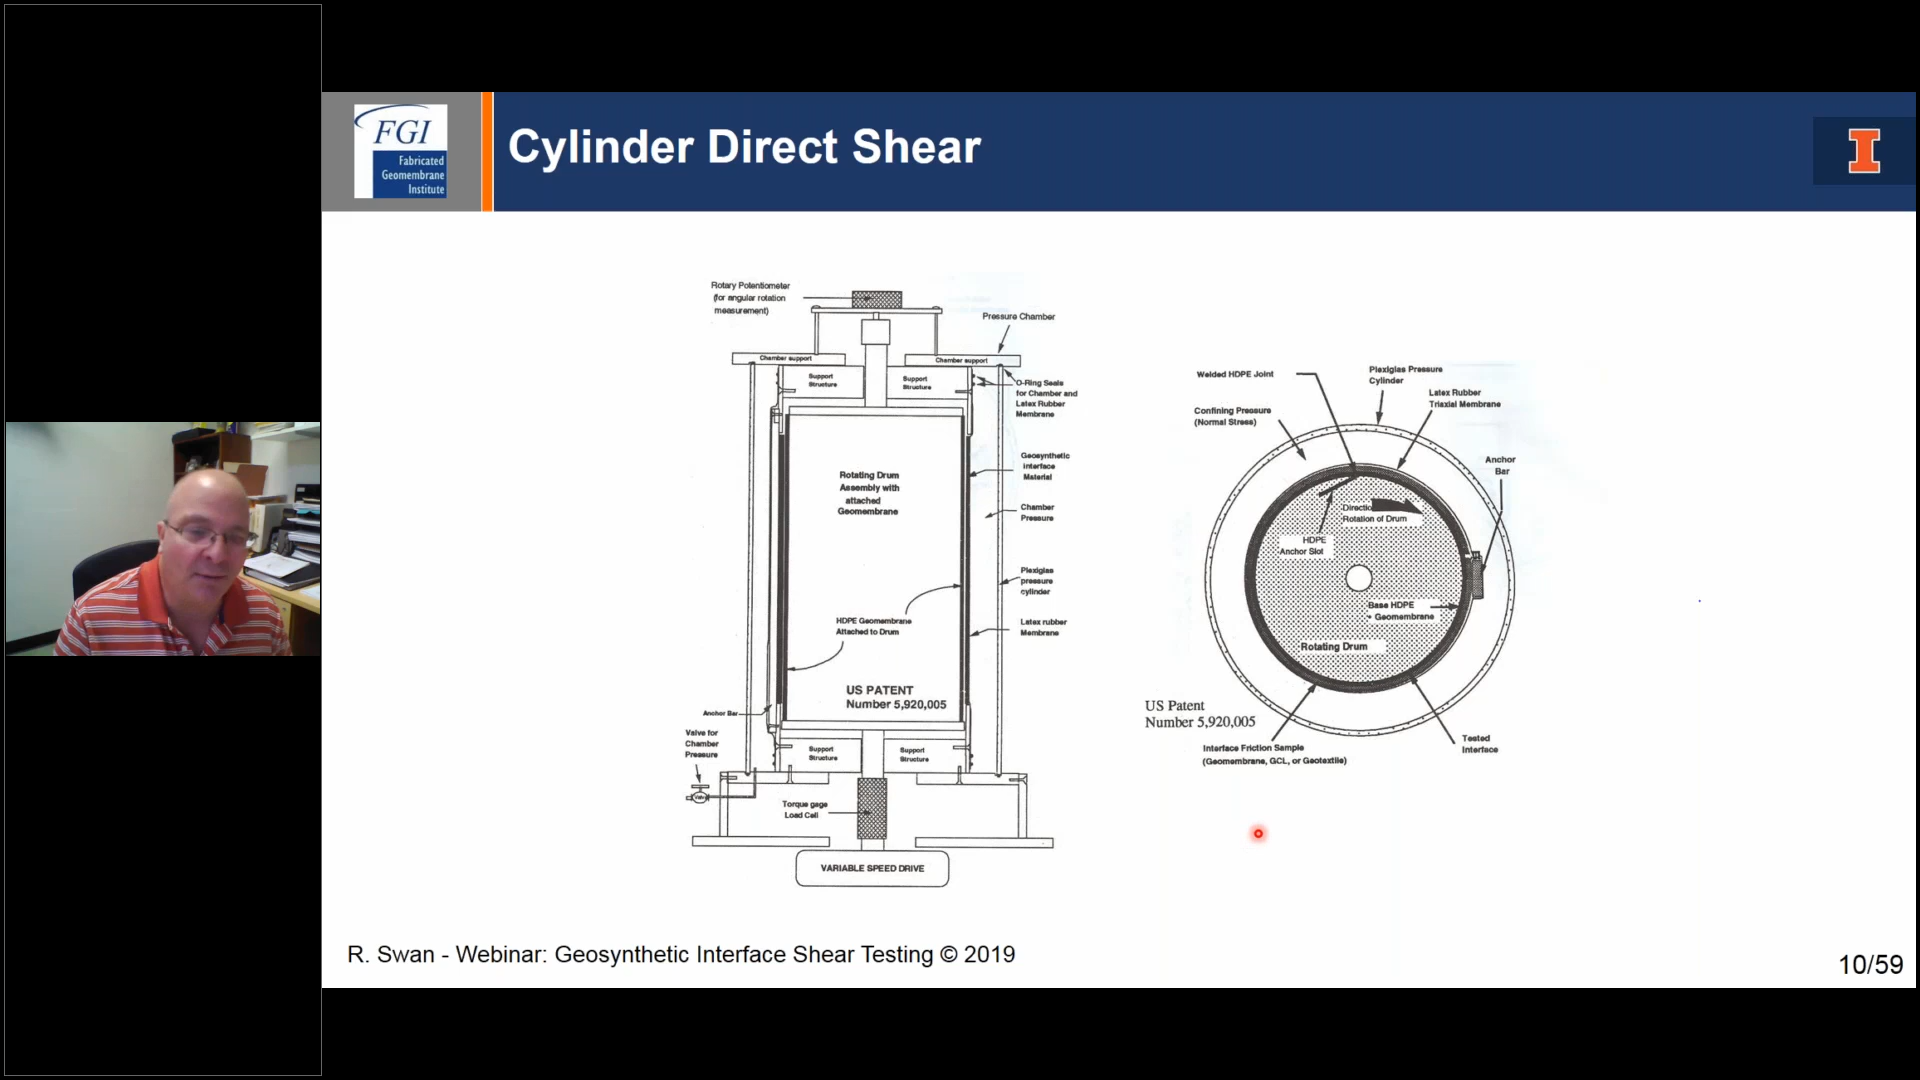 FGI
Fabricated
Geomembrane
Institute
Cylinder Direct Shear
I
Rotary Potentiometer
(for angular rotation
measurement)
Pressure Chamber
Chamber support
Chamber support
Support
Structure
Support
Structure
O-Ring Seals
for Chamber and
Latex Rubber
Membrane
Geosynthetic
interface
Material
Rotating Drum
Assembly with
attached
Geomembrane
Chamber
Pressure
Plexiglas
pressure
cylinder
HDPE Geomembrane
Attached to Drum
Latex rubber
Membrane
US PATENT
Number 5,920,005
Anchor Bar
Valve for
Chamber
Pressure
Support
Structure
Support
Structure
Valve
Torque gage
Load Cell
VARIABLE SPEED DRIVE
Welded HDPE Joint
Plexiglas Pressure
Cylinder
Latex Rubber
Triaxial Membrane
Confining Pressure
(Normal Stress)
Anchor
Bar
Directio
Rotation of Drum
HDPE
Anchor Slot
Base HDPE
Geomembrane
Rotating Drum
US Patent
Number 5,920,005
Interface Friction Sample
(Geomembrane, GCL, or Geotextile)
Tested
Interface
R. Swan - Webinar: Geosynthetic Interface Shear Testing © 2019
10/59